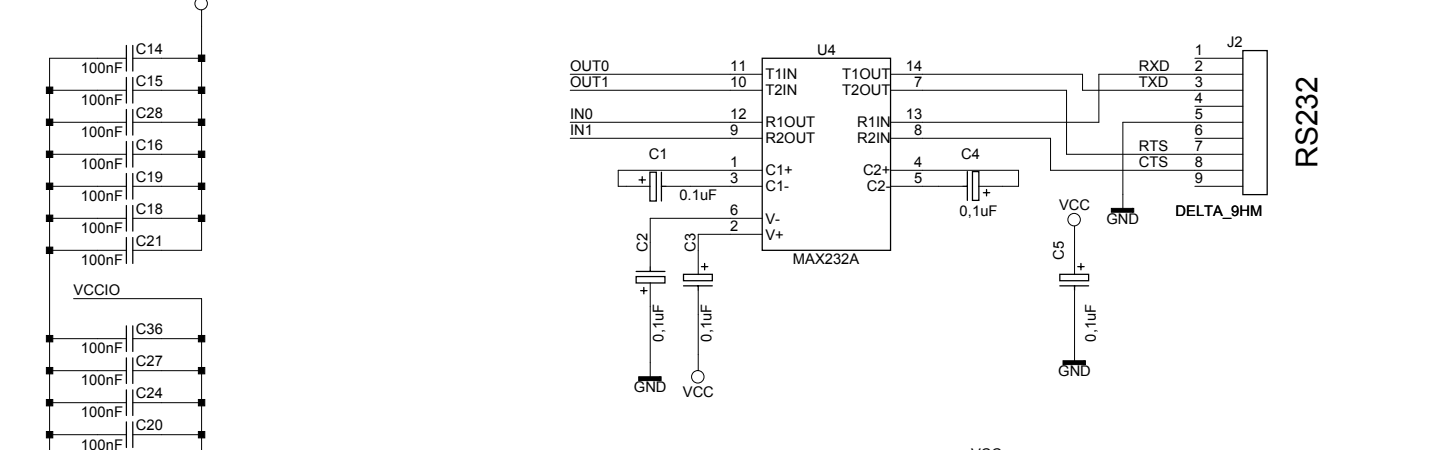 C14
100nF
C15
100nF
C28
100nF
C16
100nF
C19
100nF
C18
100nF
C21
100nF
VCCIO
C36
100nF
C27
100nF
C24
100nF
C20
100nF
U4
OUT0 11 T1IN T1OUT 14
OUT1 10 T2IN T2OUT 7
IN0 12 R1OUT R1IN 13
IN1 9 R2OUT R2IN 8
C1 1 C1+ C2+ 4 C4
+ 3 C1- C2- 5 +
0.1uF
0,1uF
6 V-
2 V+
MAX232A
C2
+
0,1uF
GND
C3
+
0,1uF
VCC
VCC
C5
+
0,1uF
GND
GND
J2
1
RXD 2
TXD 3
4
5
6
RTS 7
CTS 8
9
DELTA_9HM
RS232